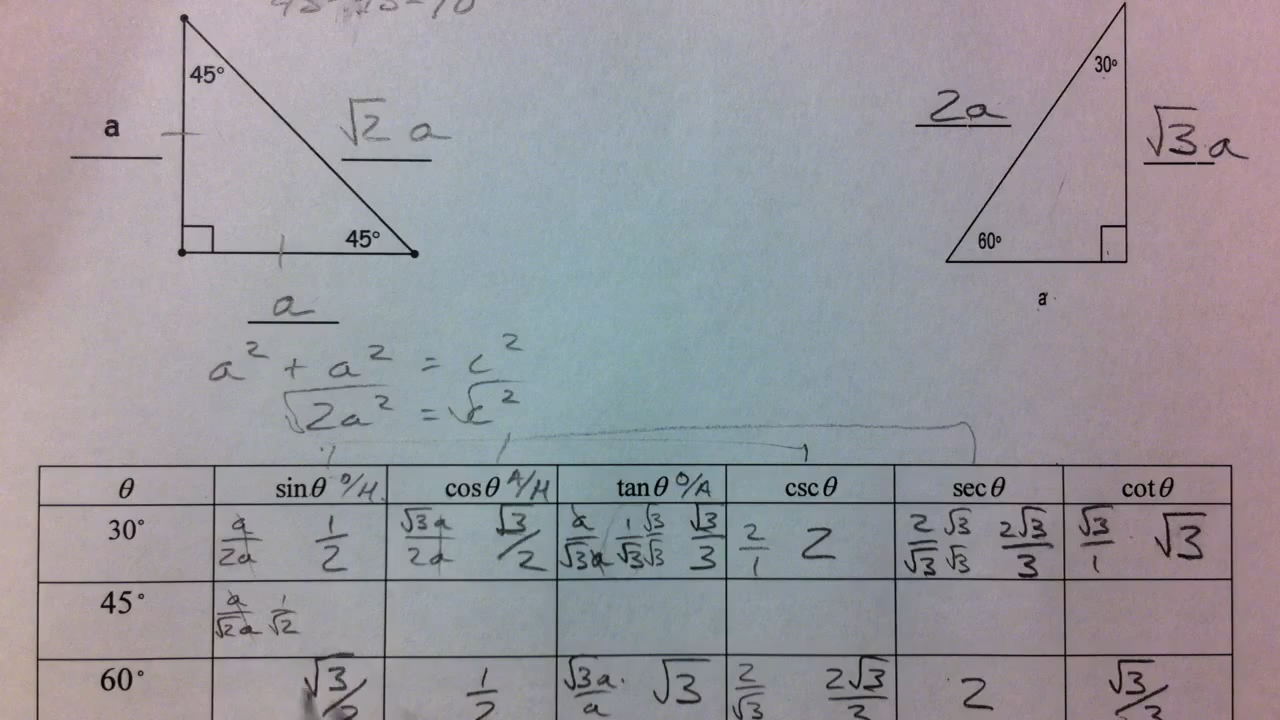 45 45 90
45° 30°
a √2 a 2a √3 a
45° 60°
a a
a² + a² = c²
√2a² = √c²
θ sinθ O/H cosθ A/H tanθ O/A cscθ secθ cotθ
30° a/2a 1/2 √3a/2a √3/2 a/√3a 1/√3 √3/√3 √3/3 2/1 2 2/√3 √3/√3 2√3/3 √3/1 √3
45° a/√2a 1/√2
60° √3/2 1/2 √3a/a √3 2/√3 2√3/3 2 √3/3